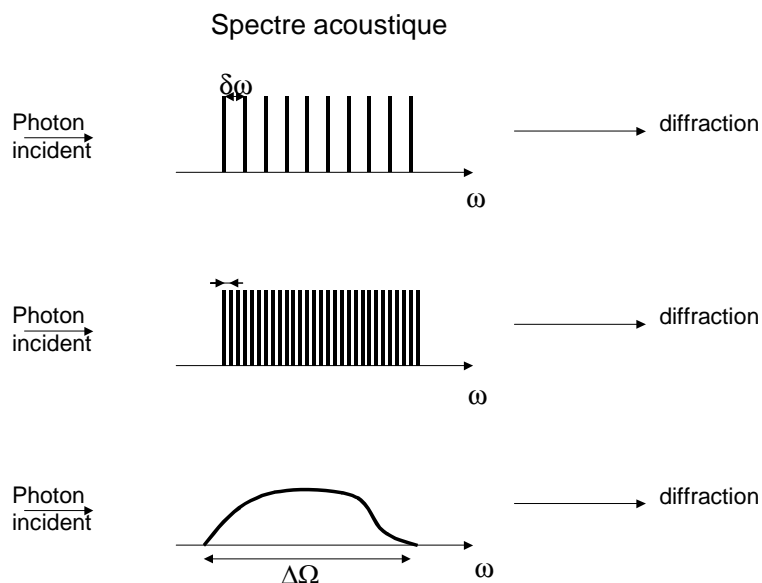 Spectre acoustique
δω
Photon
incident
diffraction
ω
Photon
incident
diffraction
ω
Photon
incident
diffraction
ΔΩ
ω